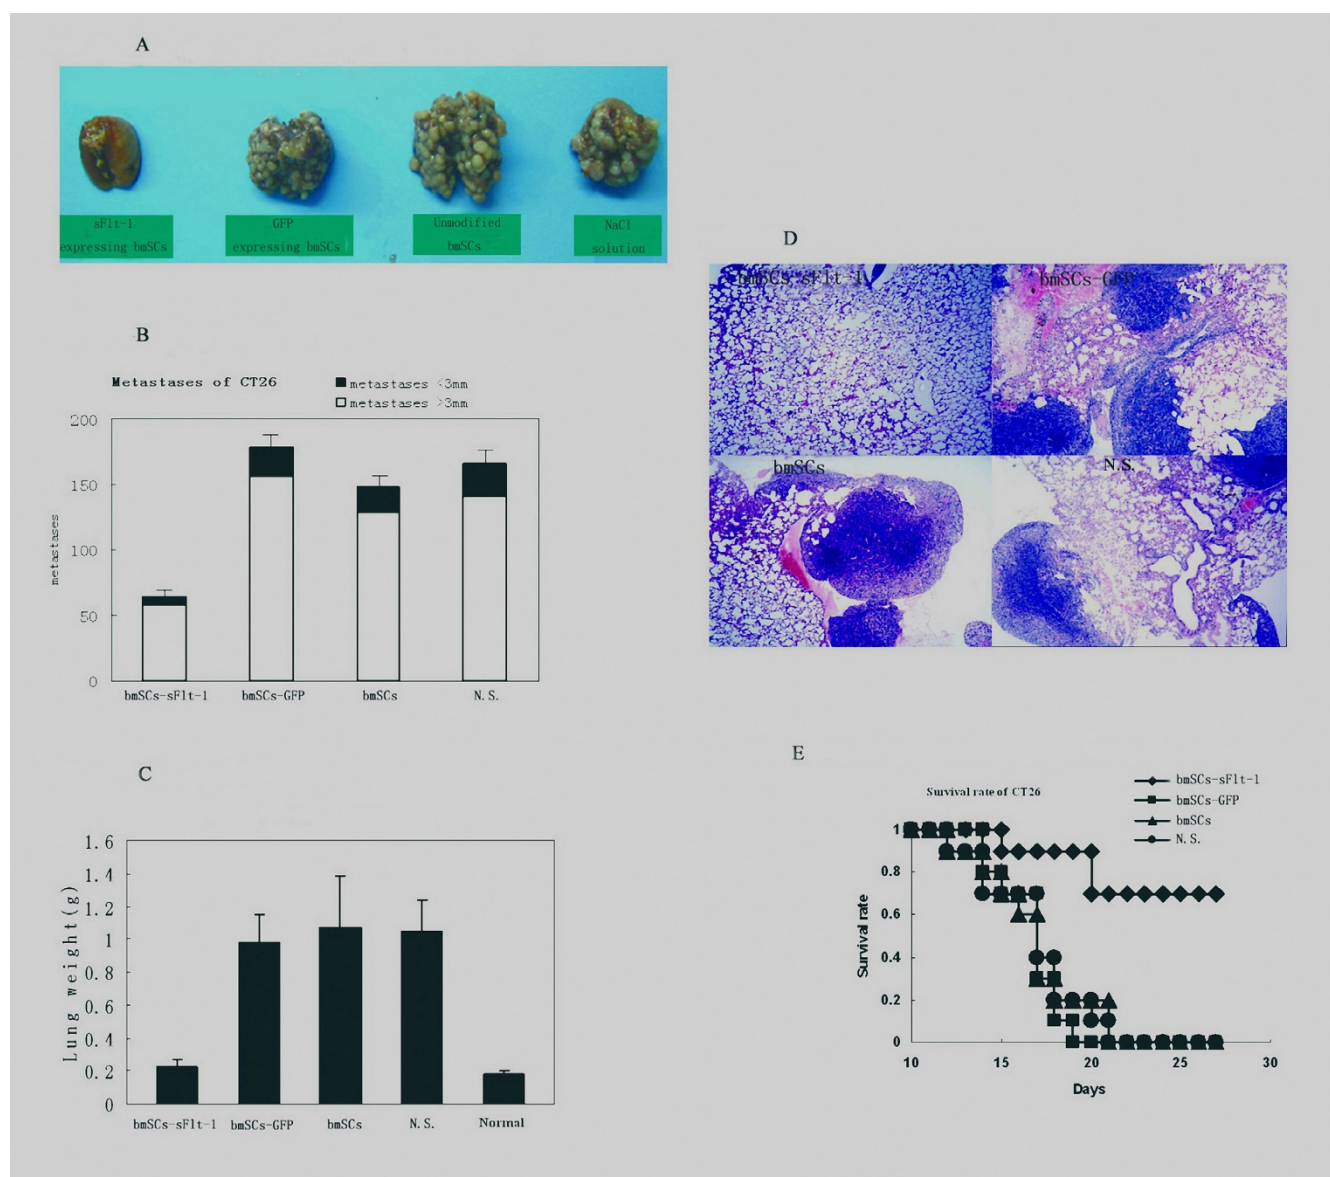 A
sFlt-1
expressing bmSCs
GFP
expressing bmSCs
Unmodified
bmSCs
NaCl
solution
B
Metastases of CT26
metastases <3mm
metastases >3mm
200
150
100
50
0
metastases
bmSCs-sFlt-1
bmSCs-GFP
bmSCs
N.S.
C
1.6
1.4
1.2
1
0.8
0.6
0.4
0.2
0
Lung weight(g)
bmSCs-sFlt-1
bmSCs-GFP
bmSCs
N.S.
Normal
D
bmSCs-sFlt-1
bmSCs-GFP
bmSCs
N.S.
E
Survival rate of CT26
bmSCs-sFlt-1
bmSCs-GFP
bmSCs
N.S.
1
0.8
0.6
0.4
0.2
0
Survival rate
10
15
20
25
30
Days